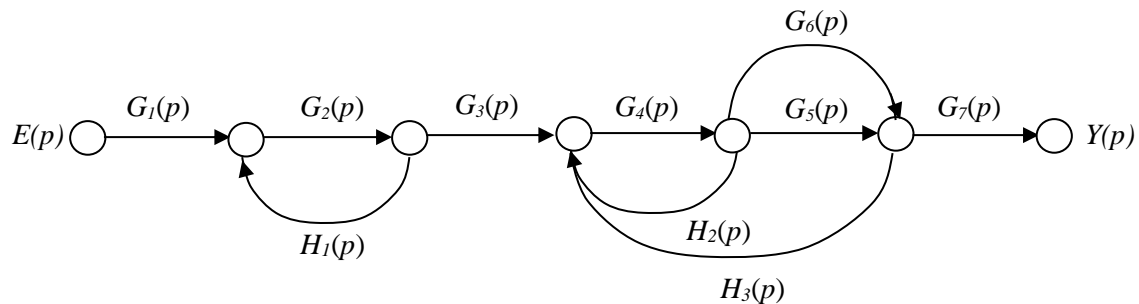 G6(p)
G1(p) G2(p) G3(p) G4(p) G5(p) G7(p)
E(p) Y(p)
H1(p) H2(p)
H3(p)